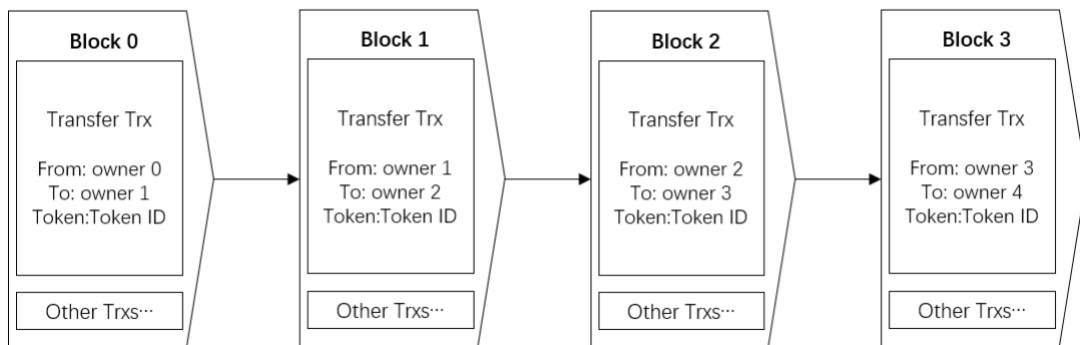 Block 0
Transfer Trx
From: owner 0
To: owner 1
Token:Token ID
Other Trxs···
Block 1
Transfer Trx
From: owner 1
To: owner 2
Token:Token ID
Other Trxs···
Block 2
Transfer Trx
From: owner 2
To: owner 3
Token:Token ID
Other Trxs···
Block 3
Transfer Trx
From: owner 3
To: owner 4
Token:Token ID
Other Trxs···